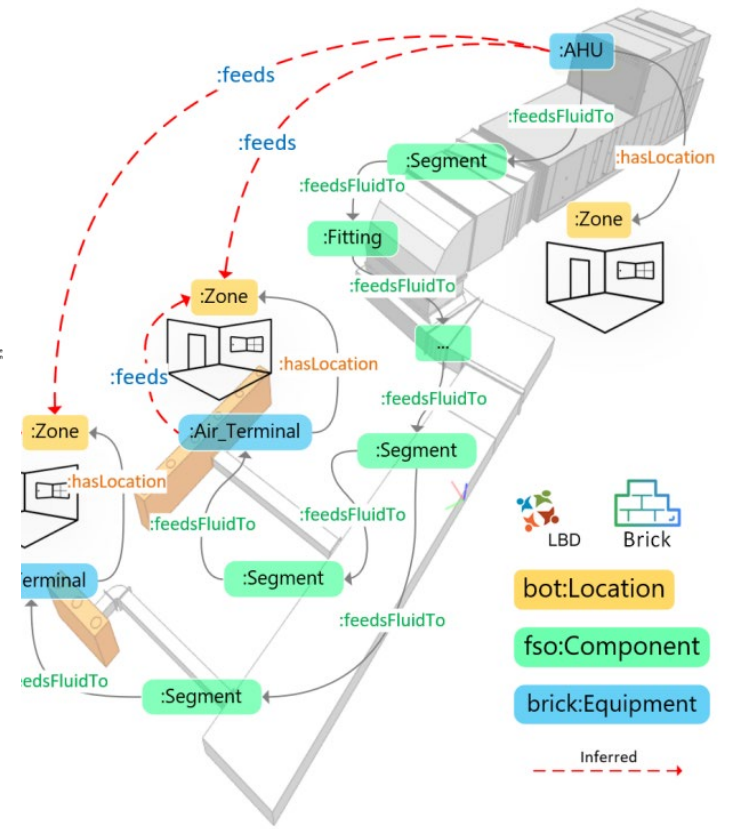 :AHU
:feeds
:feedsFluidTo
:feeds
:Segment
:hasLocation
:feedsFluidTo
:Zone
:Fitting
:feedsFluidTo
:Zone
...
:hasLocation
:feeds
:feedsFluidTo
:Zone
:Air_Terminal
:Segment
:hasLocation
:feedsFluidTo
:feedsFluidTo
LBD
Brick
erminal
:Segment
bot:Location
:feedsFluidTo
fso:Component
eedsFluidTo
:Segment
brick:Equipment
Inferred